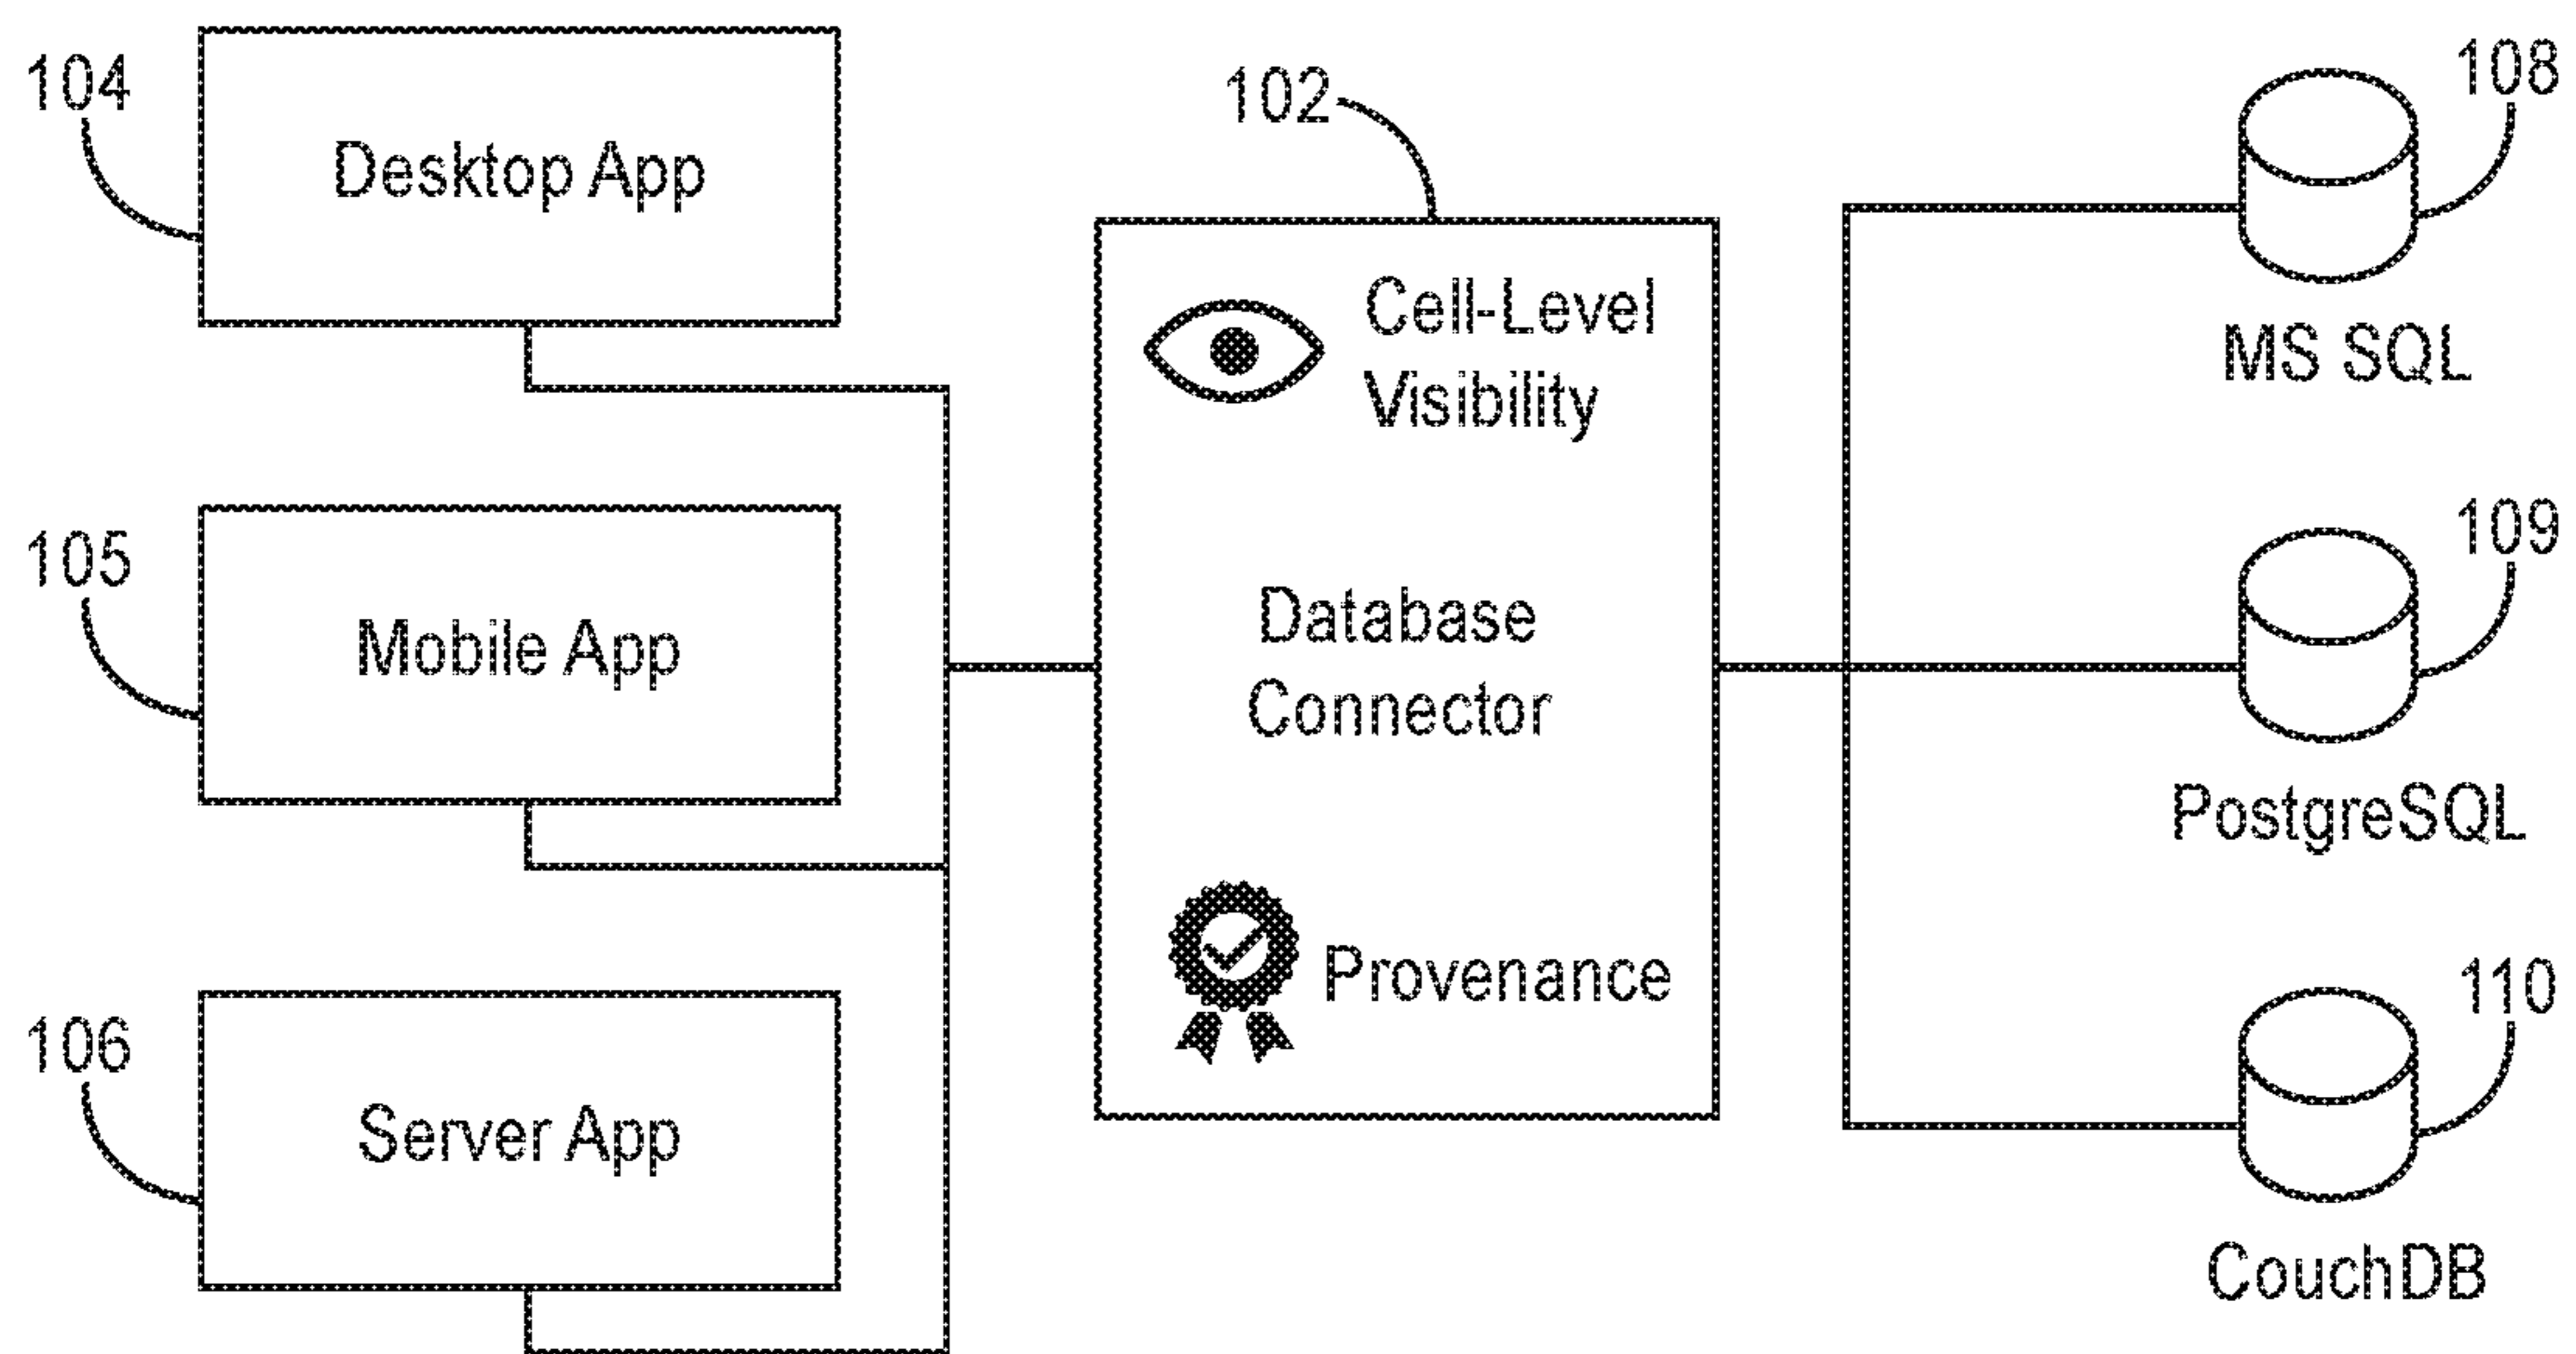 104
Desktop App
105
Mobile App
106
Server App
102
Cell-Level
Visibility
Database
Connector
Provenance
108
MS SQL
109
PostgreSQL
110
CouchDB